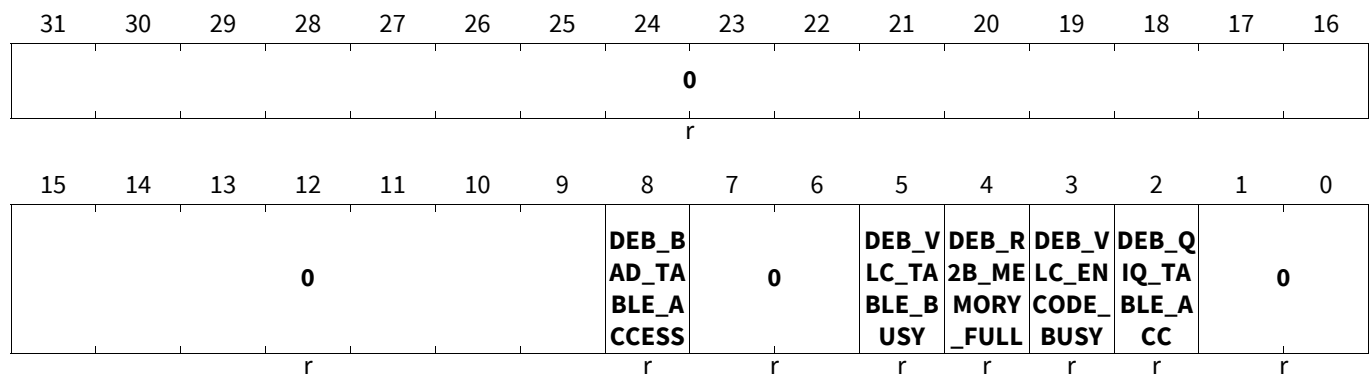 31 30 29 28 27 26 25 24 23 22 21 20 19 18 17 16
0
r
15 14 13 12 11 10 9 8 7 6 5 4 3 2 1 0
0 DEB_B AD_TA BLE_A CCESS 0 DEB_V LC_TA BLE_B USY DEB_R 2B_ME MORY _FULL DEB_V LC_EN CODE_ BUSY DEB_Q IQ_TA BLE_A CC 0
r r r r r r r r